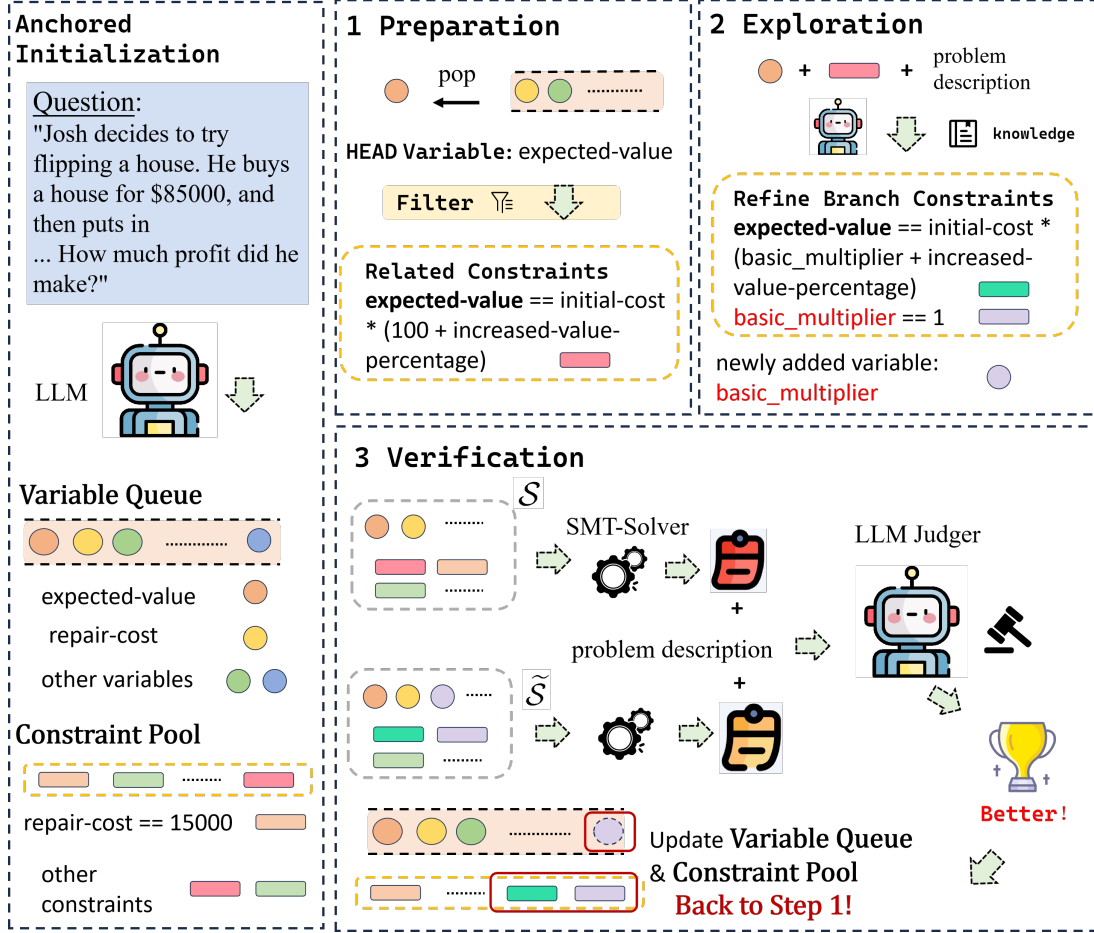 Anchored
Initialization
Question:
"Josh decides to try
flipping a house. He buys
a house for $85000, and
then puts in
... How much profit did he
make?"
LLM
Variable Queue
............
expected-value
repair-cost
other variables
Constraint Pool
........
repair-cost == 15000
other
constraints
1 Preparation
pop
............
HEAD Variable: expected-value
Filter
Related Constraints
expected-value == initial-cost
* (100 + increased-value-
percentage)
2 Exploration
+ + problem
description
knowledge
Refine Branch Constraints
expected-value == initial-cost *
(basic_multiplier + increased-
value-percentage)
basic_multiplier == 1
newly added variable:
basic_multiplier
3 Verification
S
........
........
SMT-Solver
+
problem description
+
S̃
......
........
LLM Judger
Better!
............
........
Update Variable Queue
& Constraint Pool
Back to Step 1!